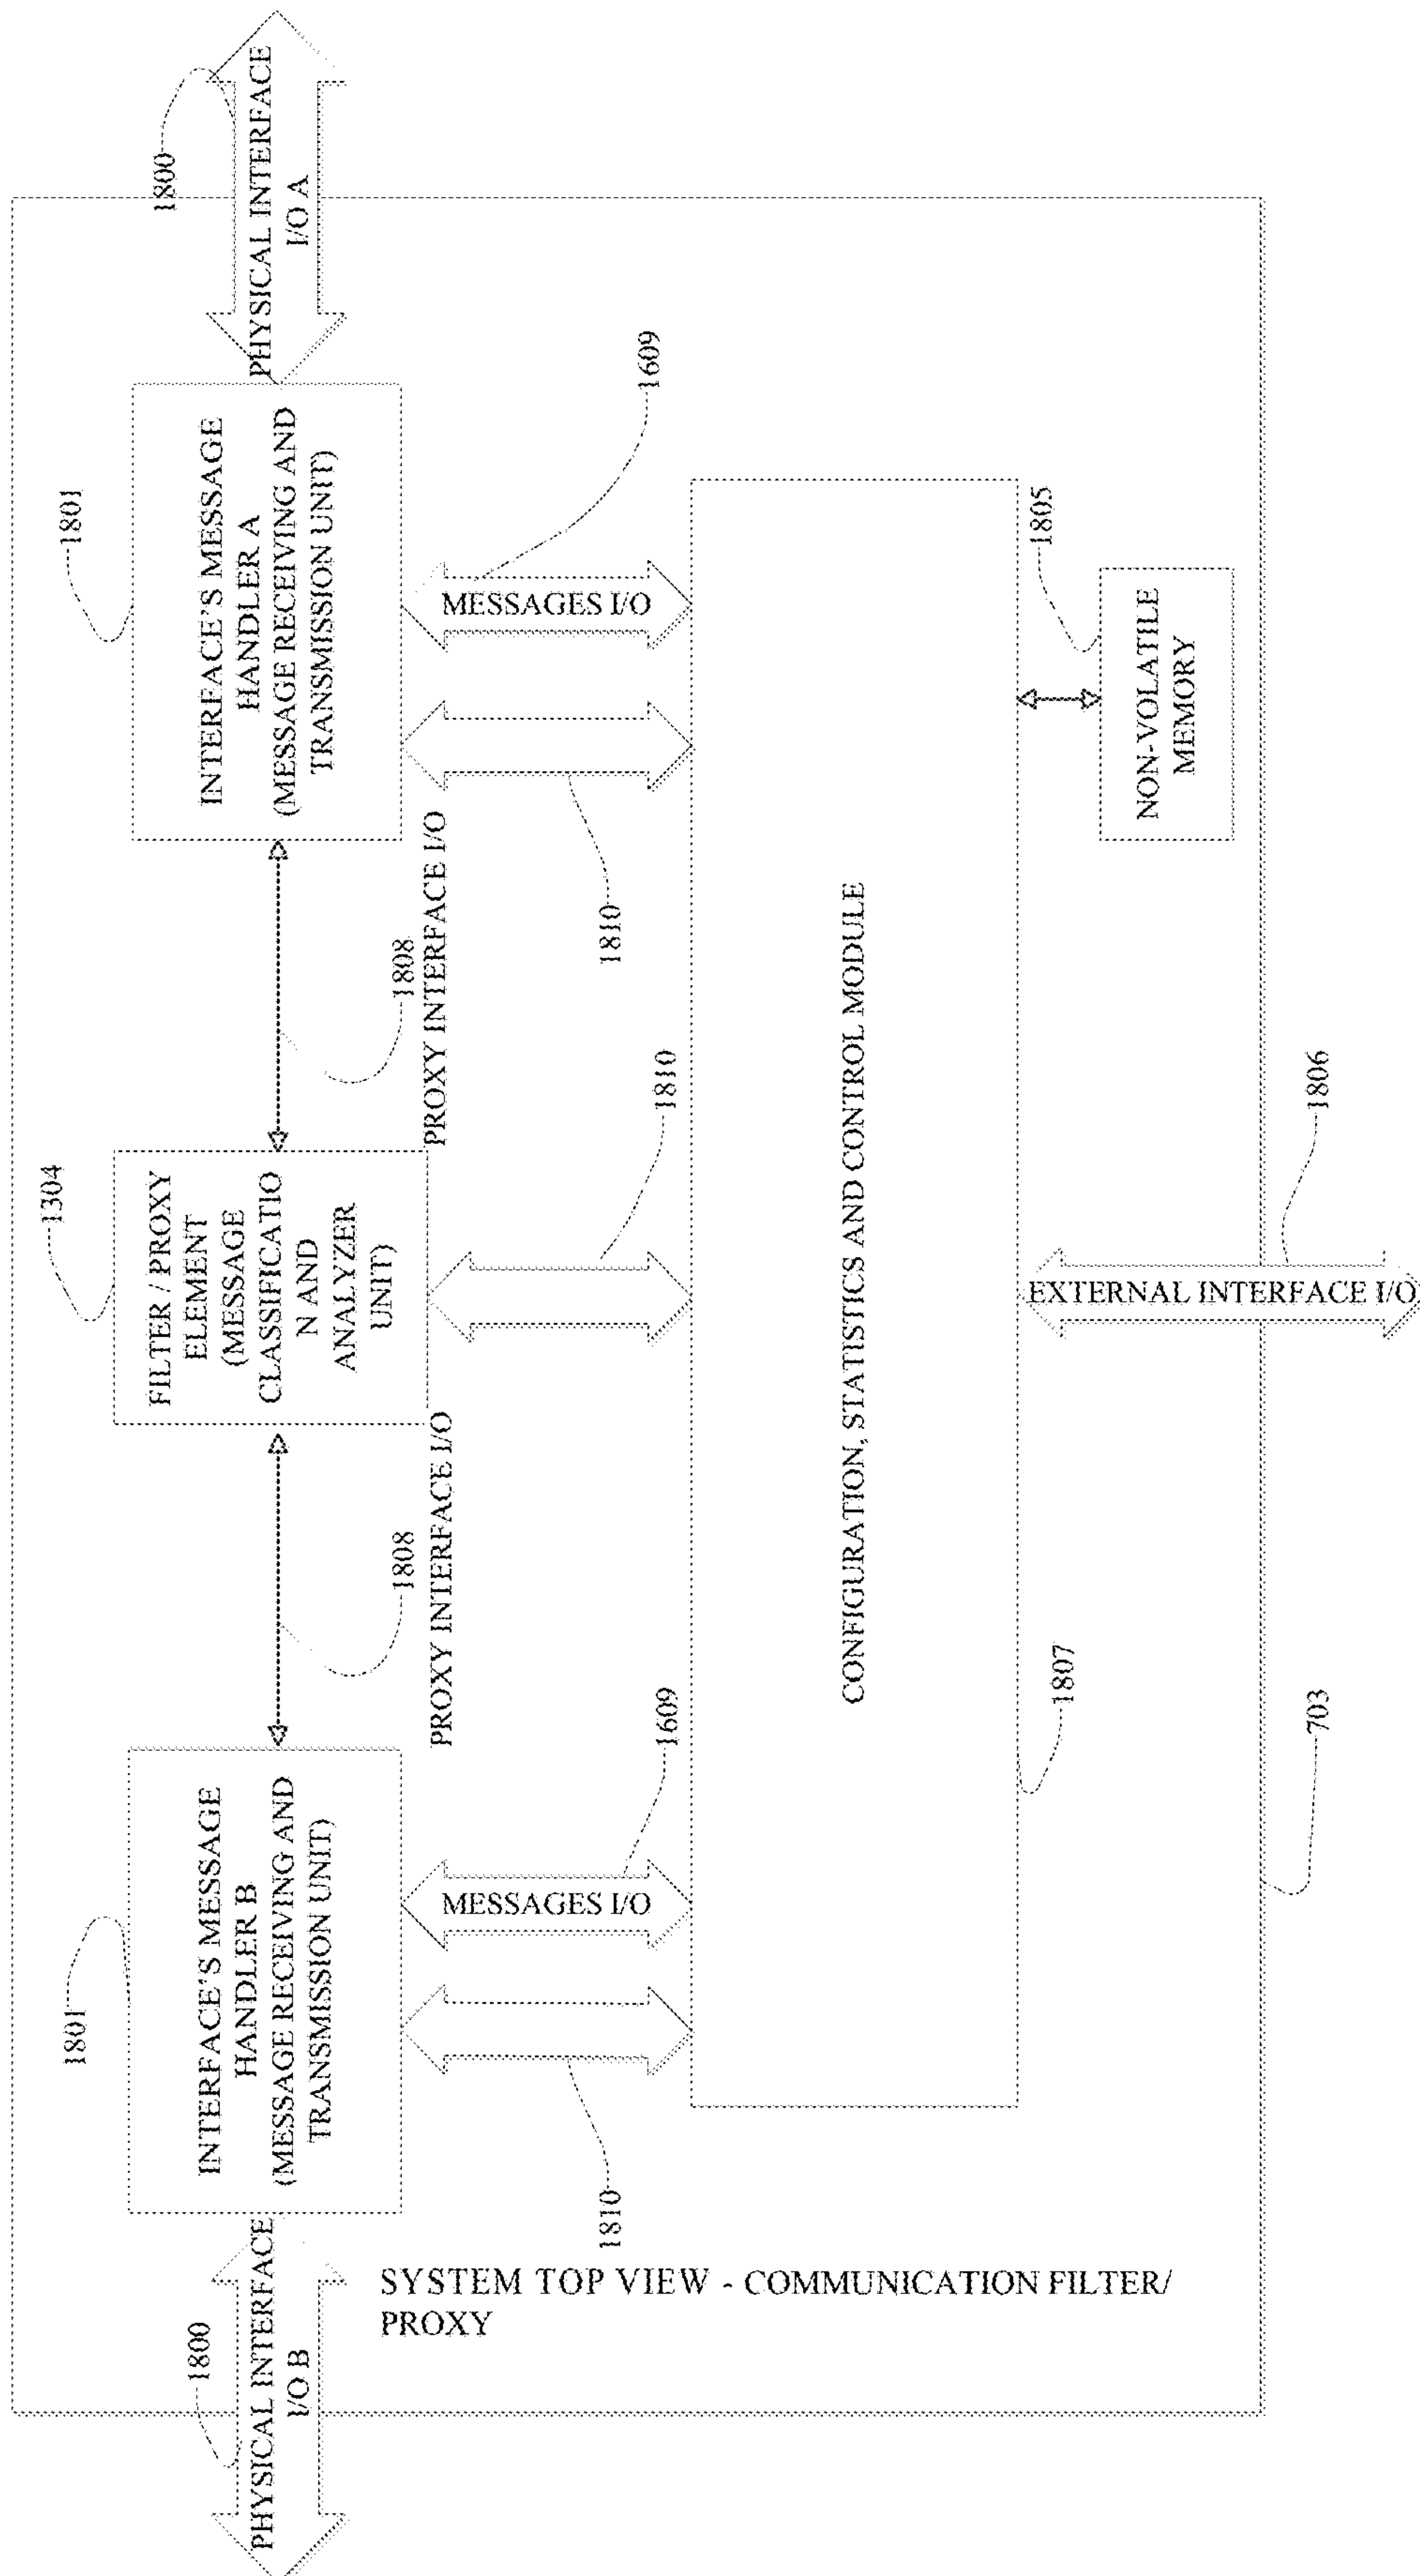 1800
PHYSICAL INTERFACE
I/O B
1801
INTERFACE'S MESSAGE
HANDLER B
(MESSAGE RECEIVING AND
TRANSMISSION UNIT)
1808
PROXY INTERFACE I/O
1304
FILTER / PROXY
ELEMENT
(MESSAGE
CLASSIFICATIO
N AND
ANALYZER
UNIT)
1808
PROXY INTERFACE I/O
1801
INTERFACE'S MESSAGE
HANDLER A
(MESSAGE RECEIVING AND
TRANSMISSION UNIT)
1800
PHYSICAL INTERFACE
I/O A
1810
MESSAGES I/O
1609
1810
1810
MESSAGES I/O
1609
CONFIGURATION, STATISTICS AND CONTROL MODULE
1807
1805
NON-VOLATILE
MEMORY
EXTERNAL INTERFACE I/O
1806
703
SYSTEM TOP VIEW - COMMUNICATION FILTER/
PROXY